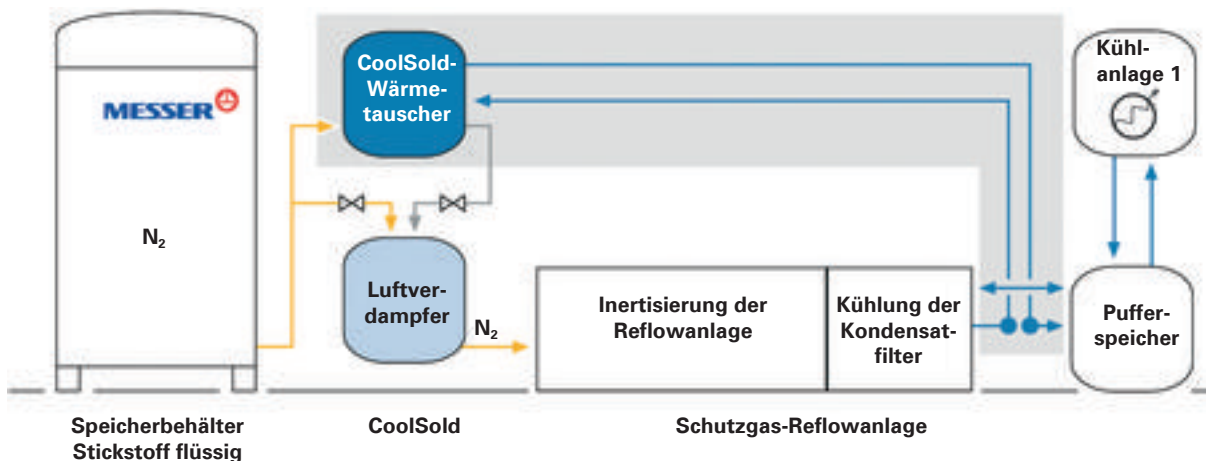 MESSER
N₂
Speicherbehälter
Stickstoff flüssig
CoolSold-
Wärme-
tauscher
Luftver-
dampfer
CoolSold
N₂
Inertisierung der
Reflowanlage
Kühlung der
Kondensat-
filter
Schutzgas-Reflowanlage
Kühl-
anlage 1
Puffer-
speicher